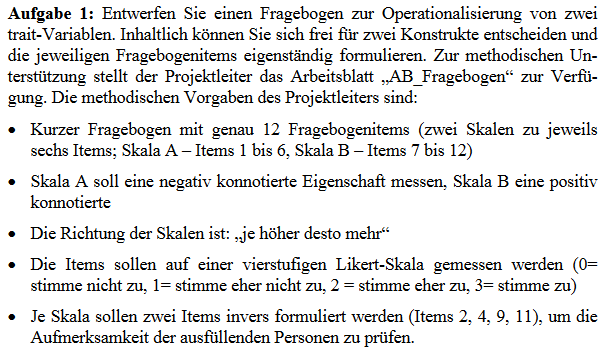 Aufgabe 1: Entwerfen Sie einen Fragebogen zur Operationalisierung von zwei
trait-Variablen. Inhaltlich können Sie sich frei für zwei Konstrukte entscheiden und
die jeweiligen Fragebogenitems eigenständig formulieren. Zur methodischen Un-
terstützung stellt der Projektleiter das Arbeitsblatt „AB_Fragebogen“ zur Verfü-
gung. Die methodischen Vorgaben des Projektleiters sind:
• Kurzer Fragebogen mit genau 12 Fragebogenitems (zwei Skalen zu jeweils
sechs Items; Skala A – Items 1 bis 6, Skala B – Items 7 bis 12)
• Skala A soll eine negativ konnotierte Eigenschaft messen, Skala B eine positiv
konnotierte
• Die Richtung der Skalen ist: „je höher desto mehr“
• Die Items sollen auf einer vierstufigen Likert-Skala gemessen werden (0=
stimme nicht zu, 1= stimme eher nicht zu, 2 = stimme eher zu, 3= stimme zu)
• Je Skala sollen zwei Items invers formuliert werden (Items 2, 4, 9, 11), um die
Aufmerksamkeit der ausfüllenden Personen zu prüfen.